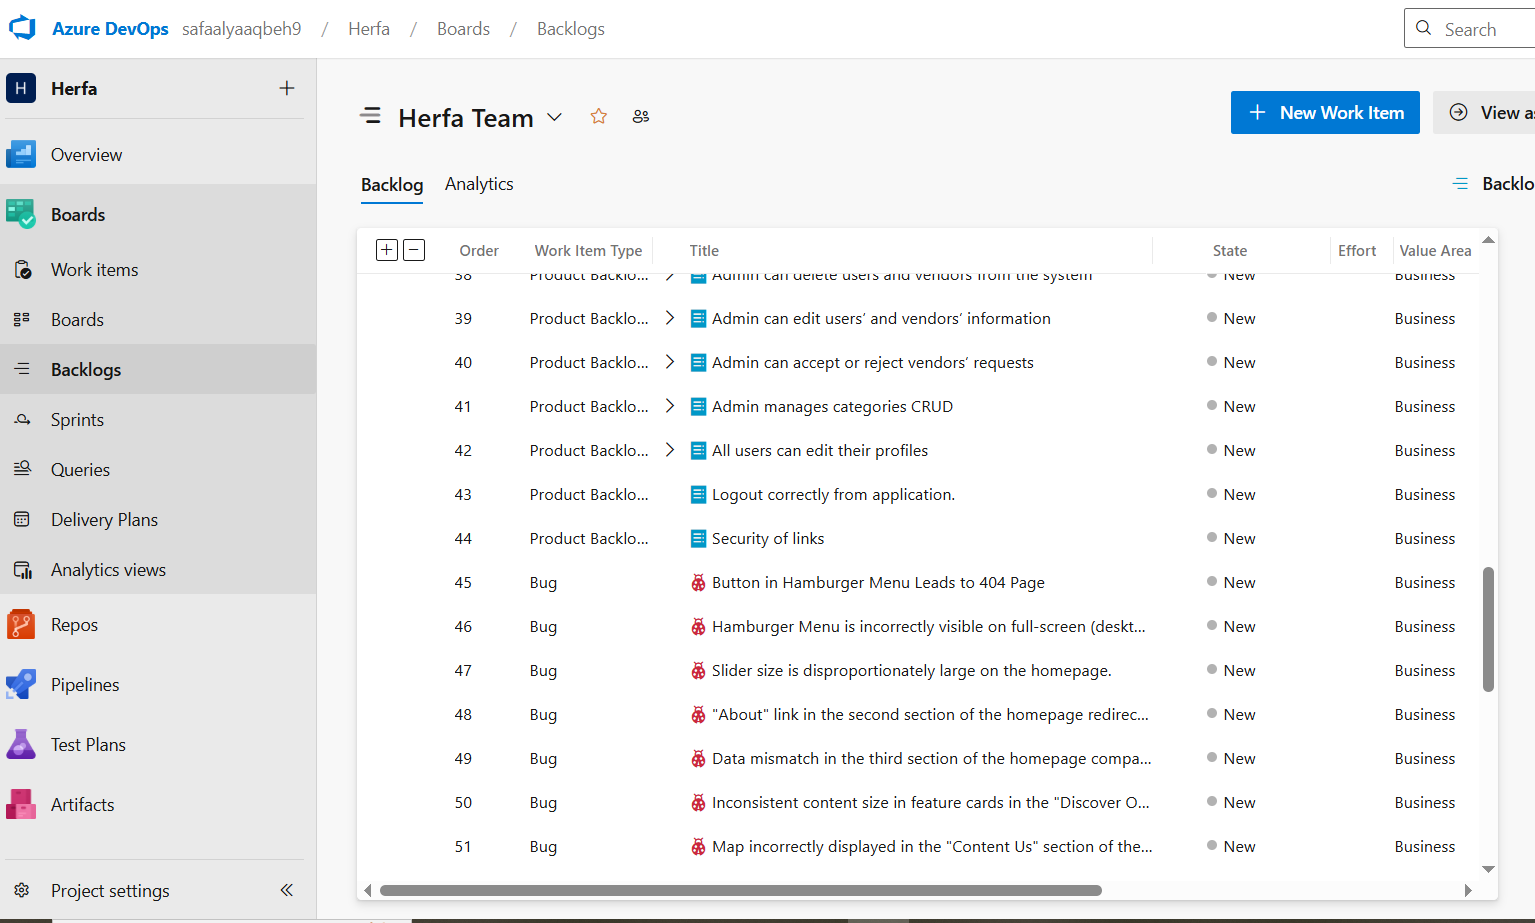 Azure DevOps safaalyaaqbeh9 / Herfa / Boards / Backlogs
Search
H Herfa
Overview
Boards
Work items
Boards
Backlogs
Sprints
Queries
Delivery Plans
Analytics views
Repos
Pipelines
Test Plans
Artifacts
Project settings
Herfa Team
New Work Item
View as
Backlog Analytics
Backlo
Order Work Item Type Title State Effort Value Area
38 Product Backlo... Admin can delete users and vendors from the system New Business
39 Product Backlo... Admin can edit users’ and vendors’ information New Business
40 Product Backlo... Admin can accept or reject vendors’ requests New Business
41 Product Backlo... Admin manages categories CRUD New Business
42 Product Backlo... All users can edit their profiles New Business
43 Product Backlo... Logout correctly from application. New Business
44 Product Backlo... Security of links New Business
45 Bug Button in Hamburger Menu Leads to 404 Page New Business
46 Bug Hamburger Menu is incorrectly visible on full-screen (deskt... New Business
47 Bug Slider size is disproportionately large on the homepage. New Business
48 Bug "About" link in the second section of the homepage redirec... New Business
49 Bug Data mismatch in the third section of the homepage compa... New Business
50 Bug Inconsistent content size in feature cards in the "Discover O... New Business
51 Bug Map incorrectly displayed in the "Content Us" section of the... New Business